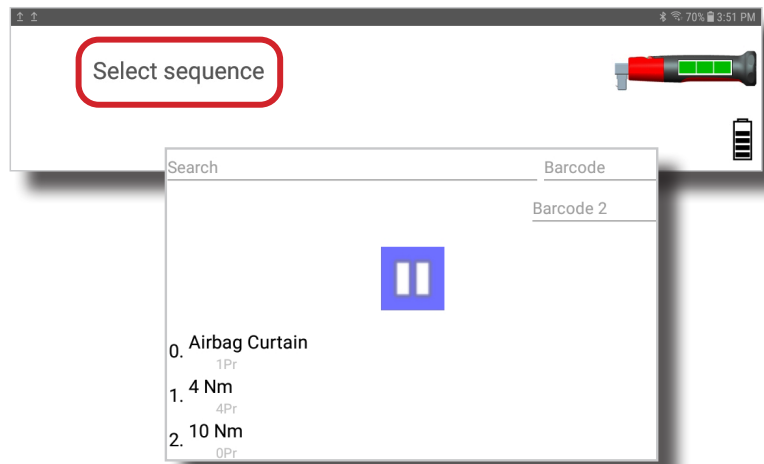 70% 3:51 PM
Select sequence
Search Barcode
Barcode 2
0. Airbag Curtain
1Pr
1. 4 Nm
4Pr
2. 10 Nm
0Pr